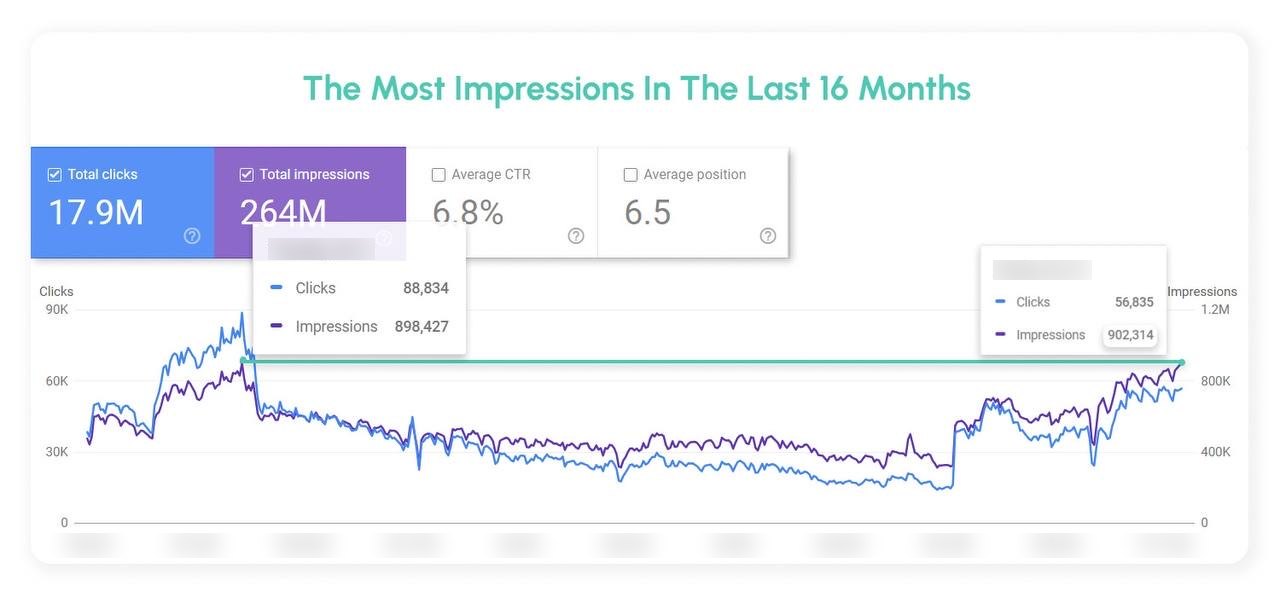 The Most Impressions In The Last 16 Months
Total clicks
17.9M
Total impressions
264M
Average CTR
6.8%
Average position
6.5
Clicks 88,834
Impressions 898,427
Clicks 56,835
Impressions 902,314
Clicks
Impressions
90K
1.2M
60K
800K
30K
400K
0
0